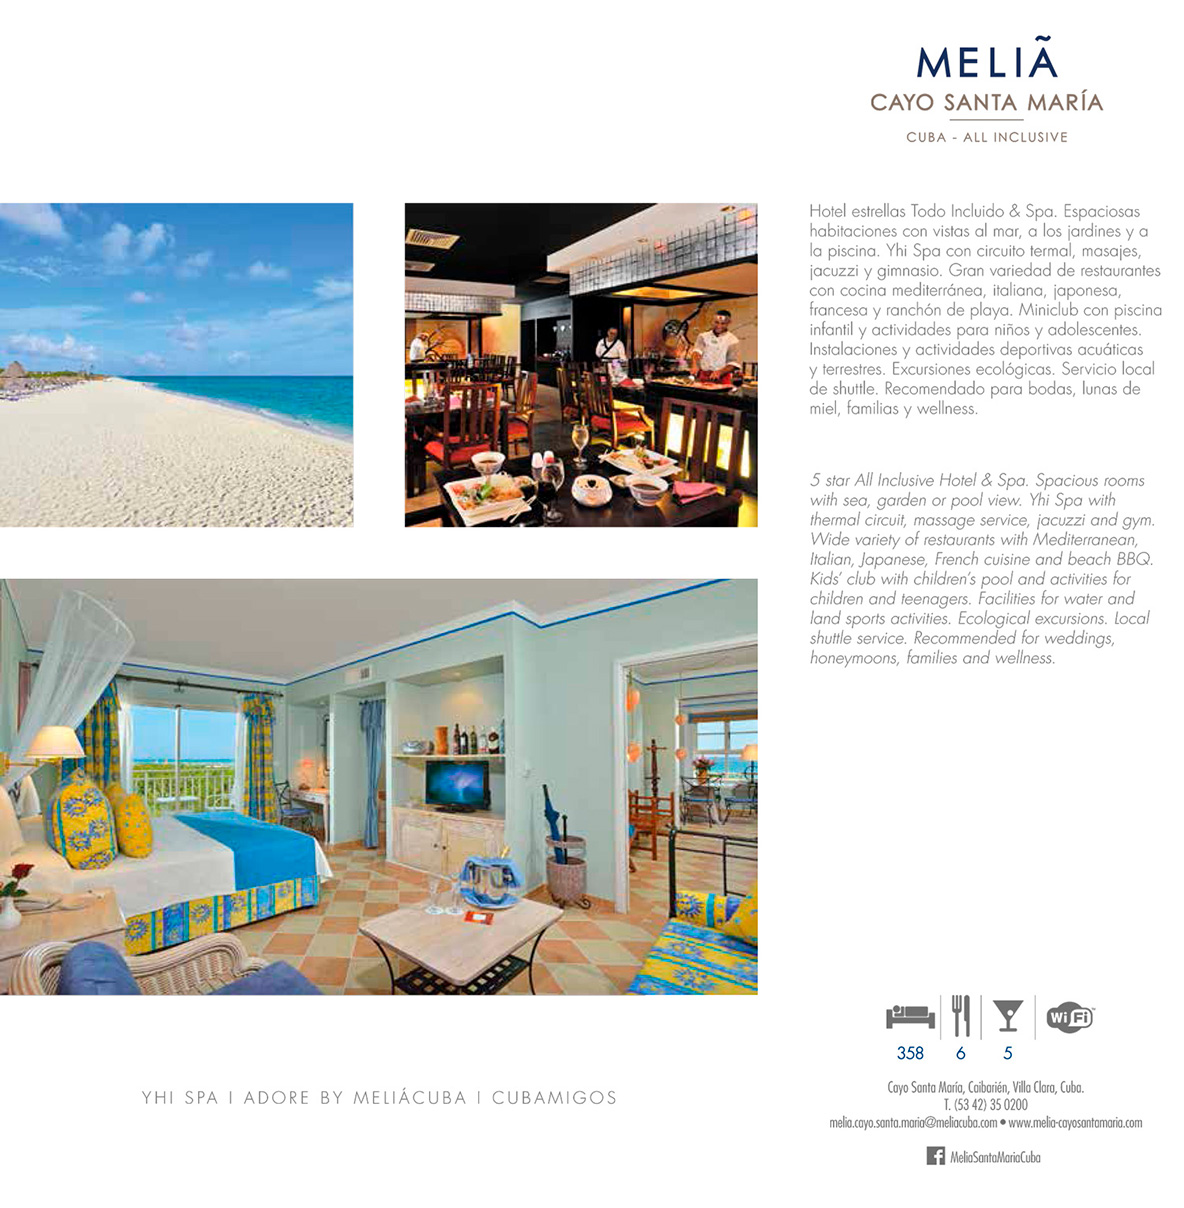 MELIÃ
CAYO SANTA MARÍA
CUBA - ALL INCLUSIVE
Hotel estrellas Todo Incluido & Spa. Espaciosas
habitaciones con vistas al mar, a los jardines y a
la piscina. Yhi Spa con circuito termal, masajes,
jacuzzi y gimnasio. Gran variedad de restaurantes
con cocina mediterránea, italiana, japonesa,
francesa y ranchón de playa. Miniclub con piscina
infantil y actividades para niños y adolescentes.
Instalaciones y actividades deportivas acuáticas
y terrestres. Excursiones ecológicas. Servicio local
de shuttle. Recomendado para bodas, lunas de
miel, familias y wellness.
5 star All Inclusive Hotel & Spa. Spacious rooms
with sea, garden or pool view. Yhi Spa with
thermal circuit, massage service, jacuzzi and gym.
Wide variety of restaurants with Mediterranean,
Italian, Japanese, French cuisine and beach BBQ.
Kids’ club with children’s pool and activities for
children and teenagers. Facilities for water and
land sports activities. Ecological excursions. Local
shuttle service. Recommended for weddings,
honeymoons, families and wellness.
WiFi™
358 6 5
Cayo Santa María, Caibarién, Villa Clara, Cuba.
T. (53 42) 35 0200
melia.cayo.santa.maria@meliacuba.com • www.melia-cayosantamaria.com
MeliaSantaMariaCuba
YHI SPA I ADORE BY MELIÁCUBA I CUBAMIGOS